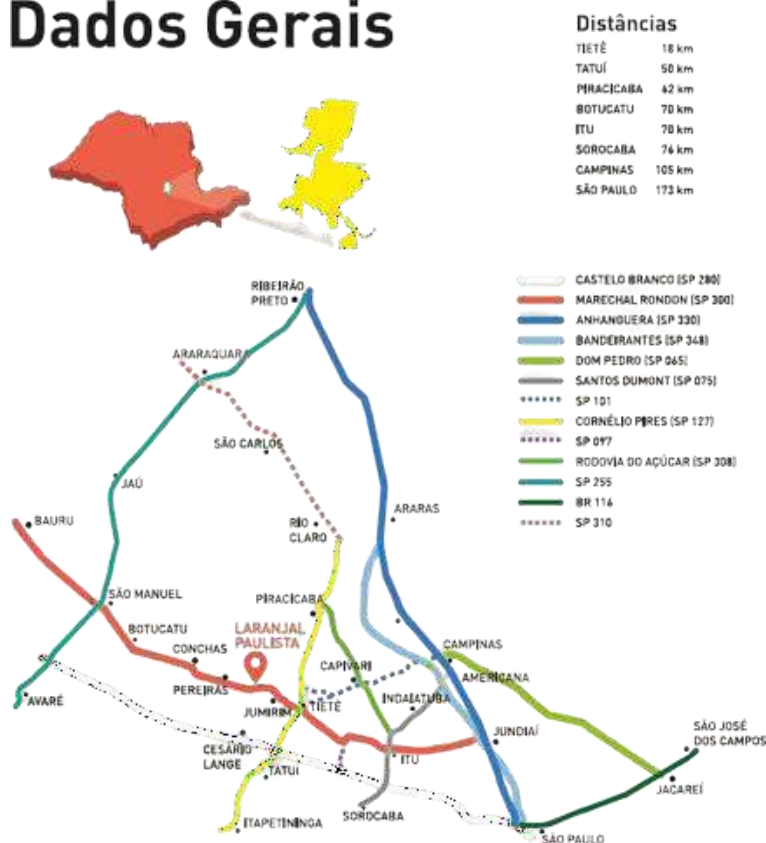 Dados Gerais
Distâncias
TIETÊ 18 km
TATUÍ 50 km
PIRACICABA 62 km
BOTUCATU 70 km
ITU 70 km
SOROCABA 76 km
CAMPINAS 105 km
SÃO PAULO 173 km
CASTELO BRANCO (SP 280)
MARECHAL RONDON (SP 300)
ANHANGUERA (SP 330)
BANDEIRANTES (SP 348)
DOM PEDRO (SP 065)
SANTOS DUMONT (SP 075)
SP 101
CORNÉLIO PIRES (SP 127)
SP 097
RODOVIA DO AÇÚCAR (SP 308)
SP 255
BR 116
SP 310
RIBEIRÃO
PRETO
ARARAQUARA
SÃO CARLOS
JAÚ
BAURU
RIO
CLARO
ARARAS
SÃO MANUEL
PIRACICABA
BOTUCATU
LARANJAL
PAULISTA
CONCHAS
CAMPINAS
PEREIRAS
CAPIVARI
AMERICANA
AVARÉ
JUMIRIM
TIETÊ
INDAIATUBA
CESÁRIO
LANGE
TATUÍ
ITU
JUNDIAÍ
SÃO JOSÉ
DOS CAMPOS
JACAREÍ
SOROCABA
ITAPETININGA
SÃO PAULO